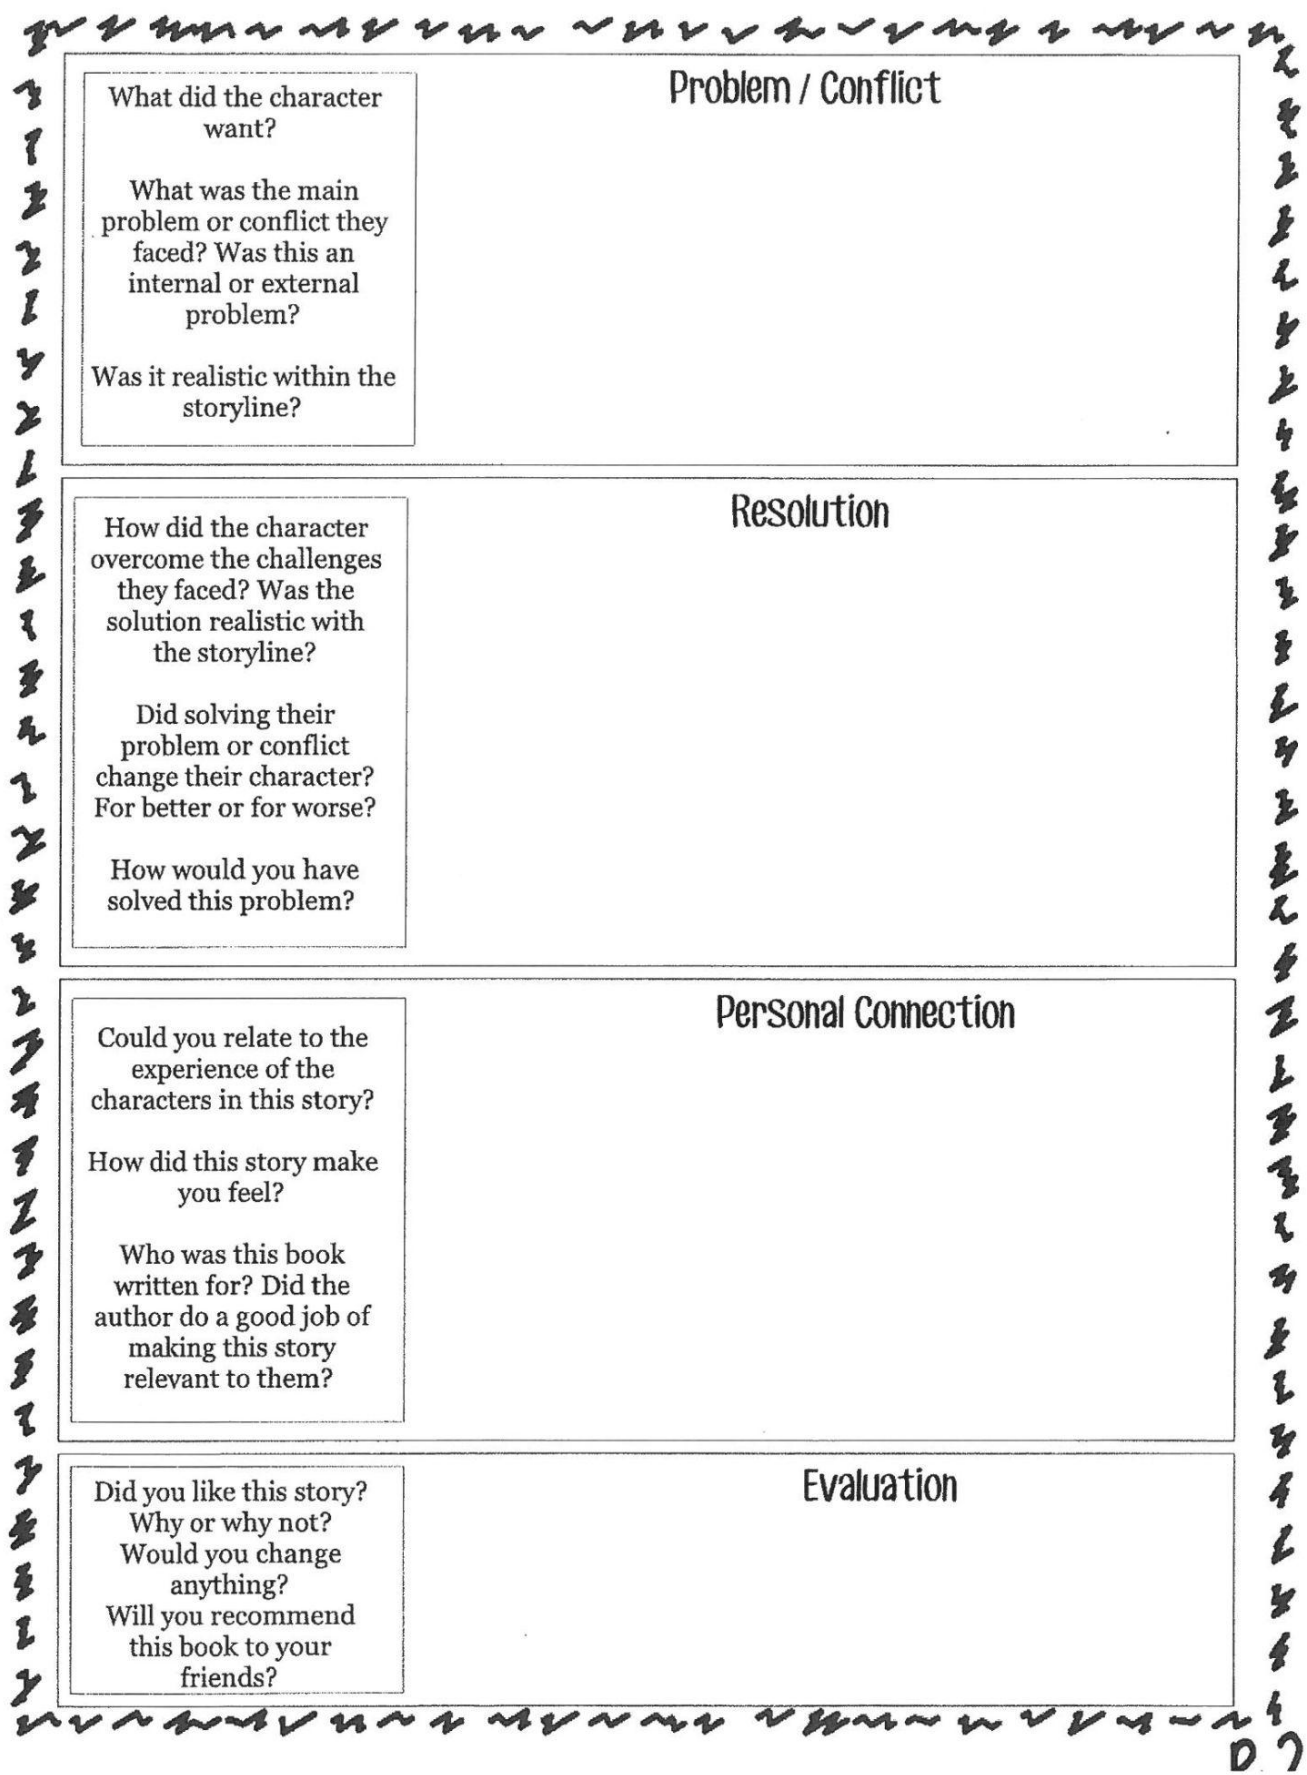 Problem / Conflict
What did the character
want?
What was the main
problem or conflict they
faced? Was this an
internal or external
problem?
Was it realistic within the
storyline?
Resolution
How did the character
overcome the challenges
they faced? Was the
solution realistic with
the storyline?
Did solving their
problem or conflict
change their character?
For better or for worse?
How would you have
solved this problem?
Personal Connection
Could you relate to the
experience of the
characters in this story?
How did this story make
you feel?
Who was this book
written for? Did the
author do a good job of
making this story
relevant to them?
Evaluation
Did you like this story?
Why or why not?
Would you change
anything?
Will you recommend
this book to your
friends?